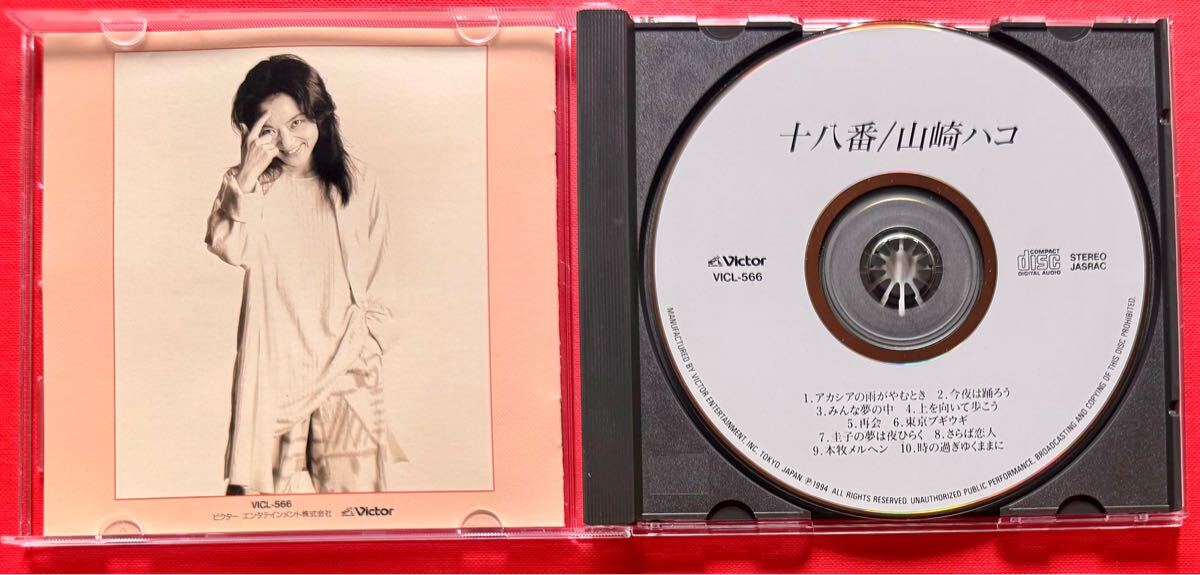 VICL-566
ビクター エンタテインメント株式会社 Victor
十八番/山崎ハコ
Victor
VICL-566
COMPACT
disc
DIGITAL AUDIO
STEREO
JASRAC
1.アカシアの雨がやむとき 2.今夜は踊ろう
3.みんな夢の中 4.上を向いて歩こう
5.再会 6.東京ブギウギ
7.圭子の夢は夜ひらく 8.さらば恋人
9.本牧メルヘン 10.時の過ぎゆくままに
MANUFACTURED BY VICTOR ENTERTAINMENT, INC. TOKYO JAPAN. ℗1994 ALL RIGHTS RESERVED. UNAUTHORIZED PUBLIC PERFORMANCE, BROADCASTING AND COPYING OF THIS DISC PROHIBITED.